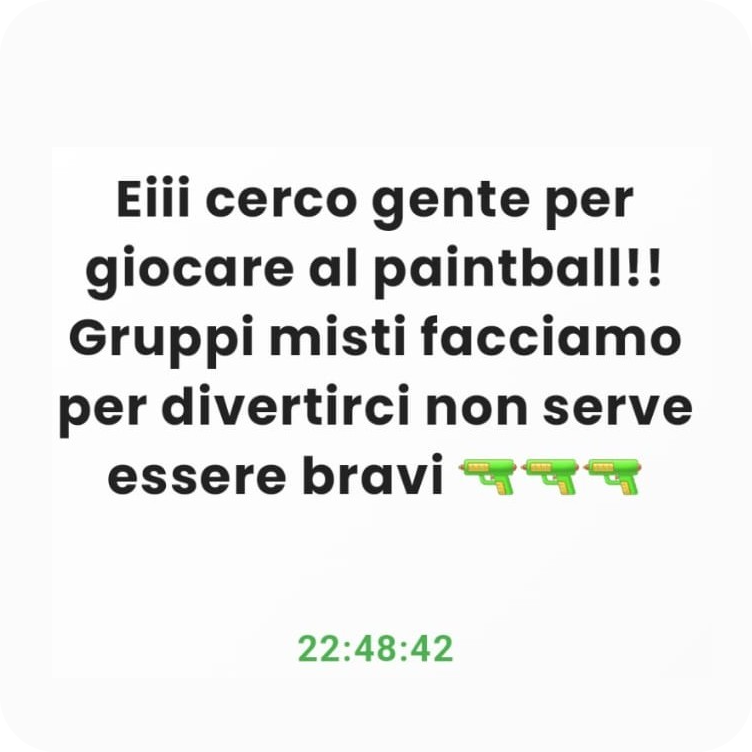 Eiii cerco gente per
giocare al paintball!!
Gruppi misti facciamo
per divertirci non serve
essere bravi 🔫🔫🔫
22:48:42